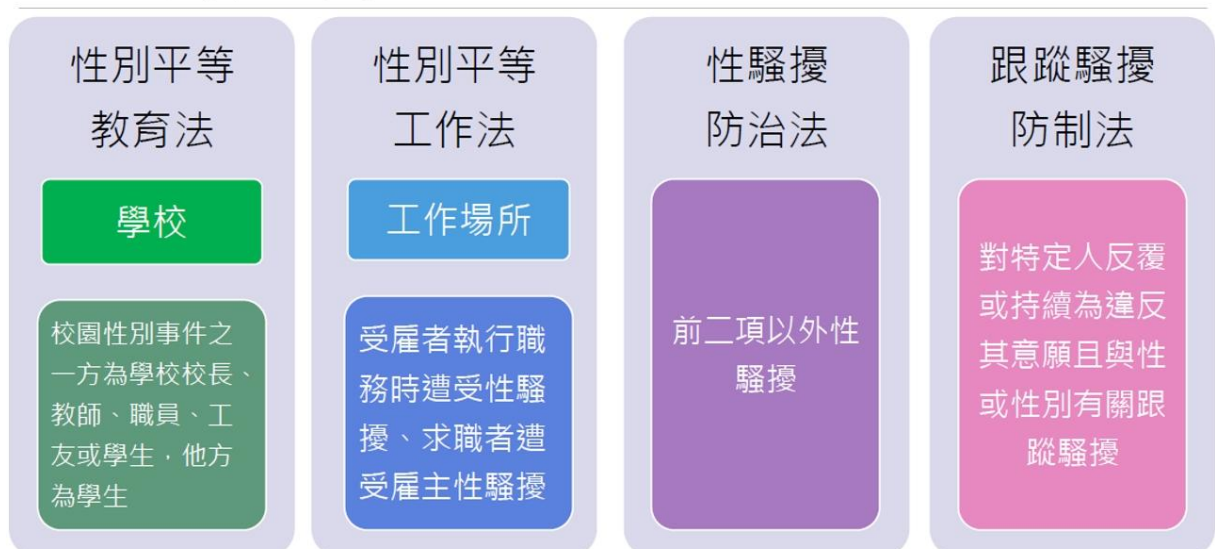 性別平等
教育法
學校
校園性別事件之
一方為學校校長、
教師、職員、工
友或學生，他方
為學生
性別平等
工作法
工作場所
受雇者執行職
務時遭受性騷
擾、求職者遭
受雇主性騷擾
性騷擾
防治法
前二項以外性
騷擾
跟蹤騷擾
防制法
對特定人反覆
或持續為違反
其意願且與性
或性別有關跟
蹤騷擾